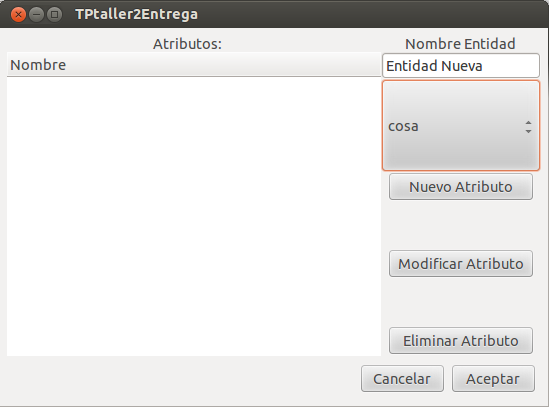 TPtaller2Entrega
Atributos:
Nombre Entidad
Nombre
Entidad Nueva
cosa
Nuevo Atributo
Modificar Atributo
Eliminar Atributo
Cancelar
Aceptar